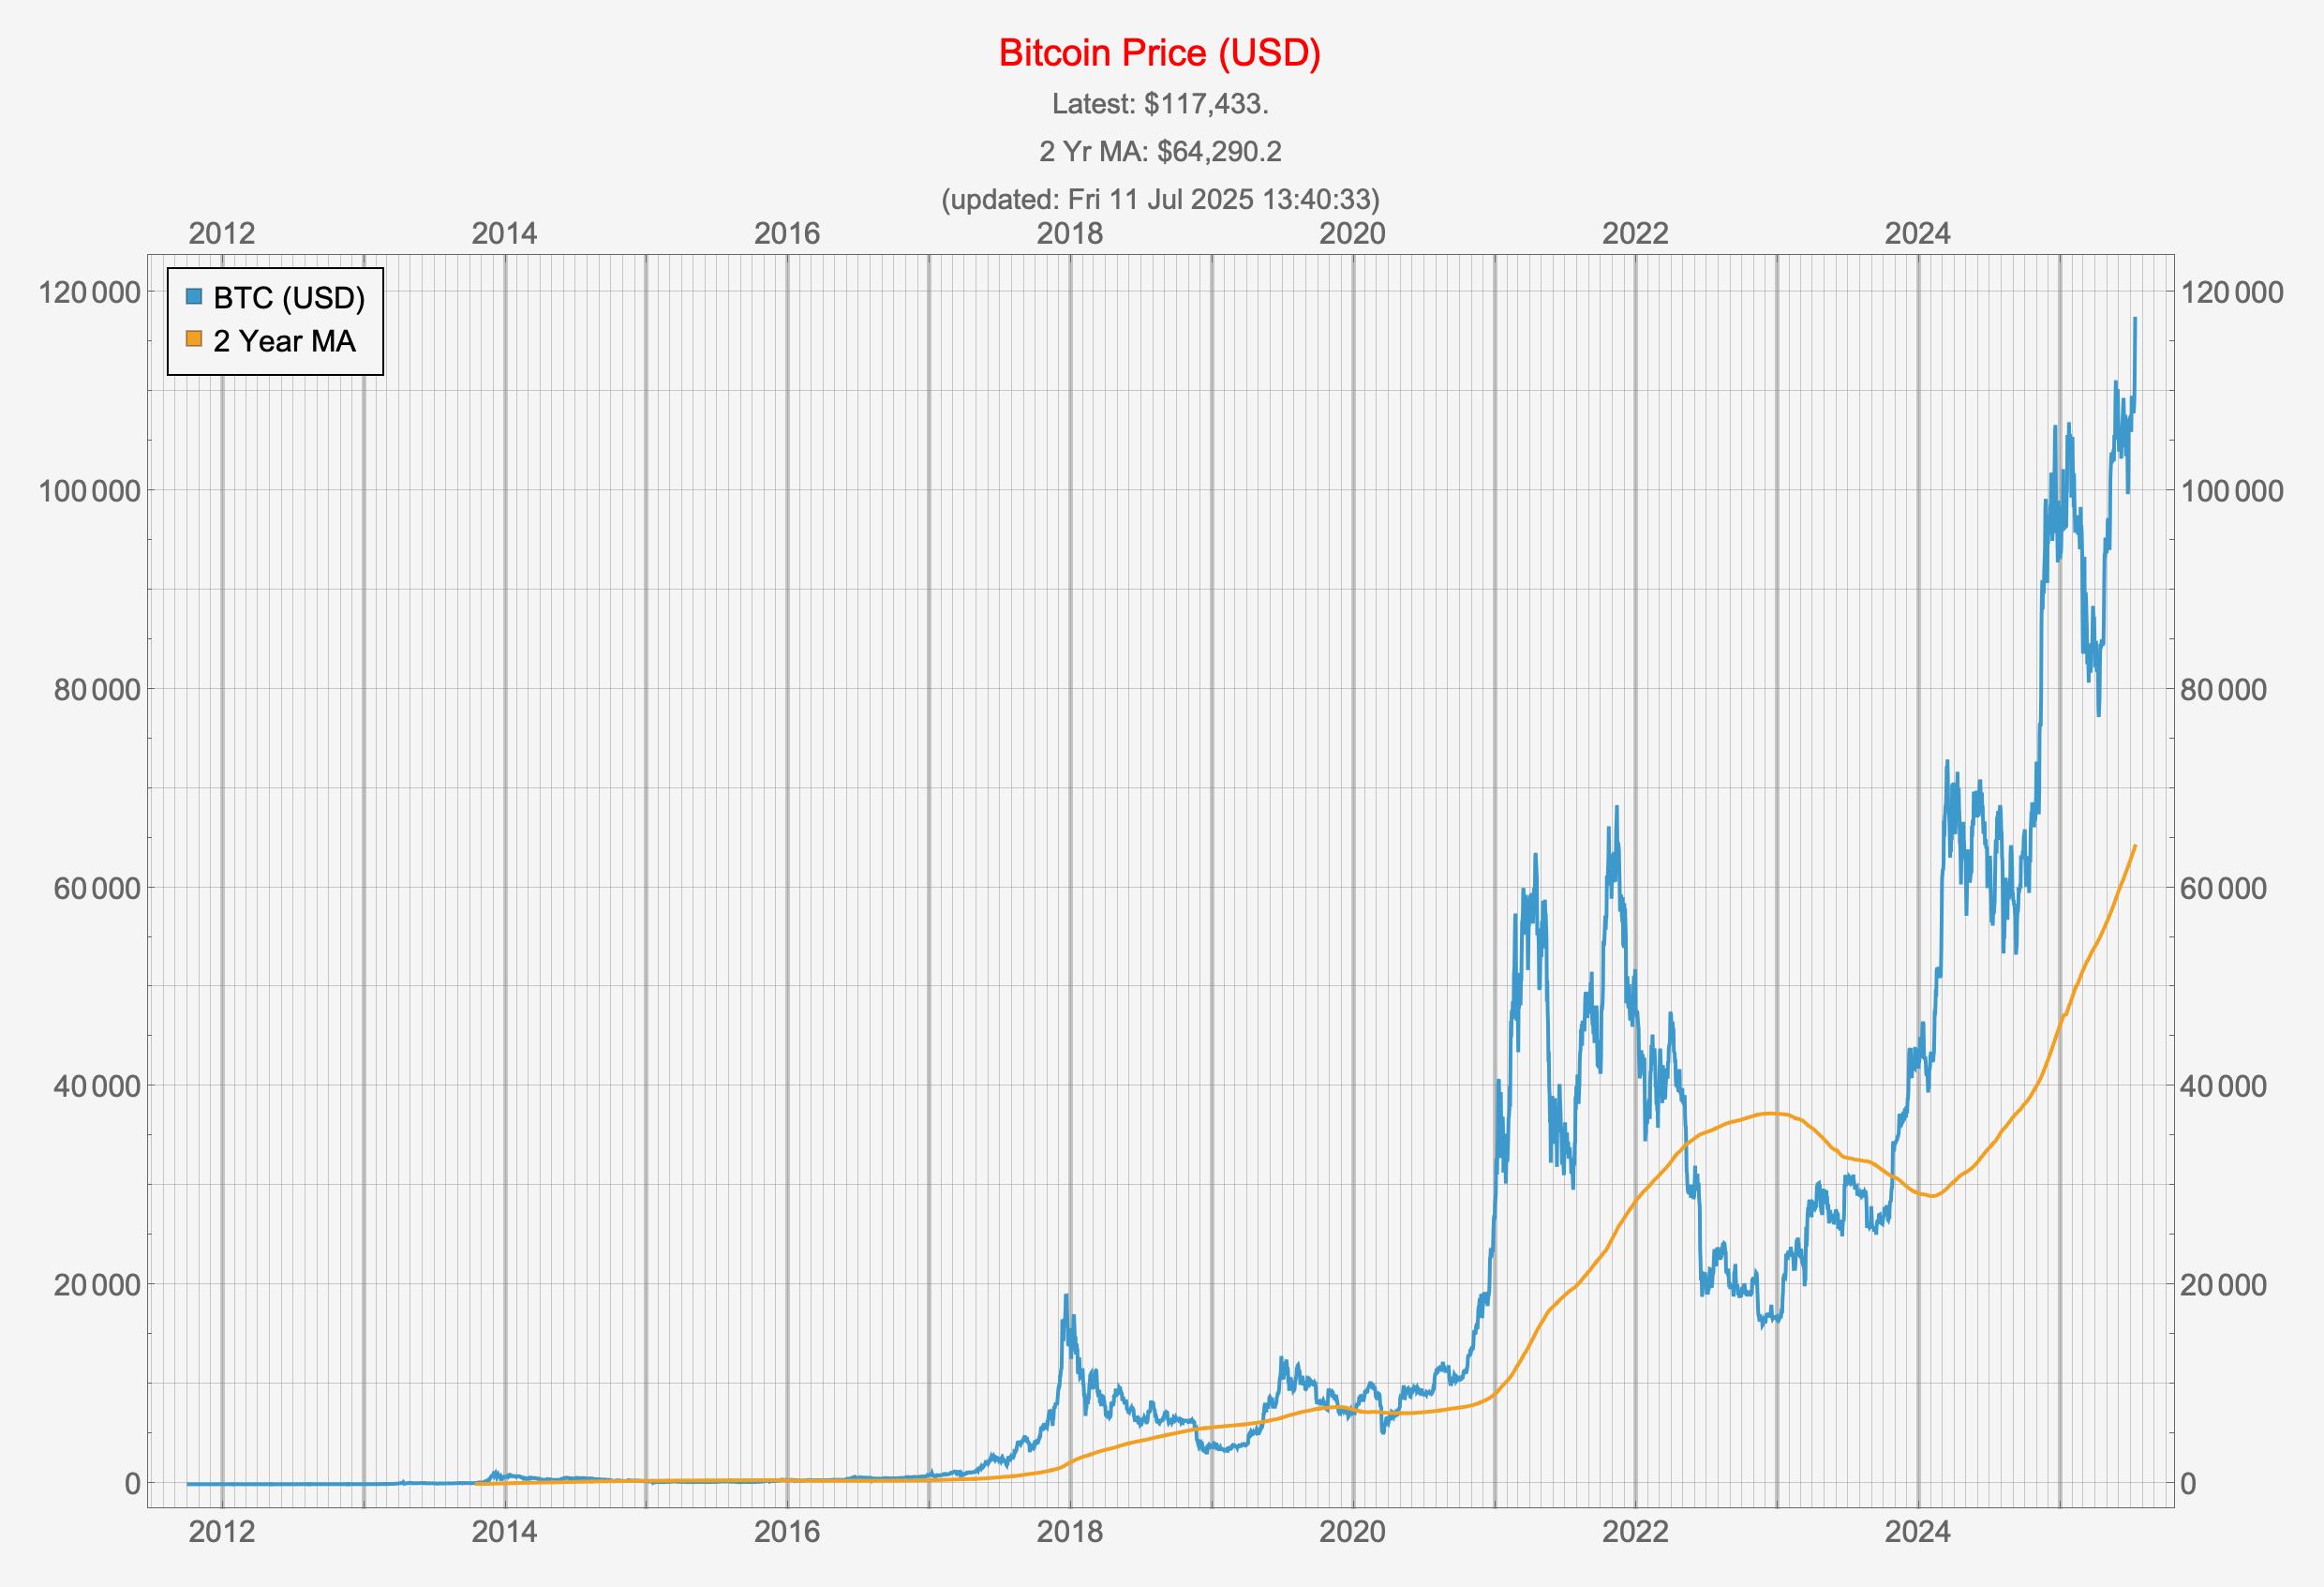 Bitcoin Price (USD)
Latest: $117,433.
2 Yr MA: $64,290.2
(updated: Fri 11 Jul 2025 13:40:33)
2012 2014 2016 2018 2020 2022 2024
BTC (USD)
2 Year MA
120 000 120 000
100 000 100 000
80 000 80 000
60 000 60 000
40 000 40 000
20 000 20 000
0 0
2012 2014 2016 2018 2020 2022 2024